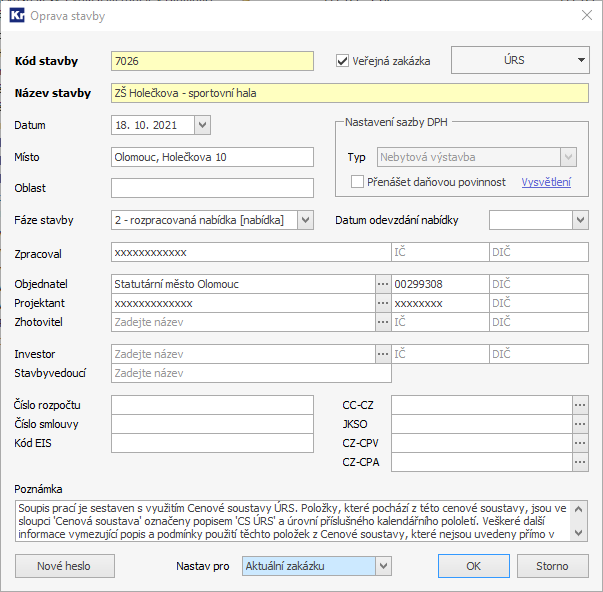 Kr Oprava stavby
Kód stavby 7026 Veřejná zakázka ÚRS
Název stavby ZŠ Holečkova - sportovní hala
Datum 18. 10. 2021 Nastavení sazby DPH
Místo Olomouc, Holečkova 10 Typ Nebytová výstavba
Oblast Přenášet daňovou povinnost Vysvětlení
Fáze stavby 2 - rozpracovaná nabídka [nabídka] Datum odevzdání nabídky
Zpracoval xxxxxxxxxxxx IČ DIČ
Objednatel Statutární město Olomouc ... 00299308 DIČ
Projektant xxxxxxxxxxxxx ... xxxxxxxx DIČ
Zhotovitel Zadejte název ... IČ DIČ
Investor Zadejte název ... IČ DIČ
Stavbyvedoucí Zadejte název
Číslo rozpočtu CC-CZ ...
Číslo smlouvy JKSO ...
Kód EIS CZ-CPV ...
CZ-CPA ...
Poznámka
Soupis prací je sestaven s využitím Cenové soustavy ÚRS. Položky, které pochází z této cenové soustavy, jsou ve
sloupci 'Cenová soustava' označeny popisem 'CS ÚRS' a úrovní příslušného kalendářního pololetí. Veškeré další
informace vymezující popis a podmínky použití těchto položek z Cenové soustavy, které nejsou uvedeny přímo v
Nové heslo Nastav pro Aktuální zakázku OK Storno